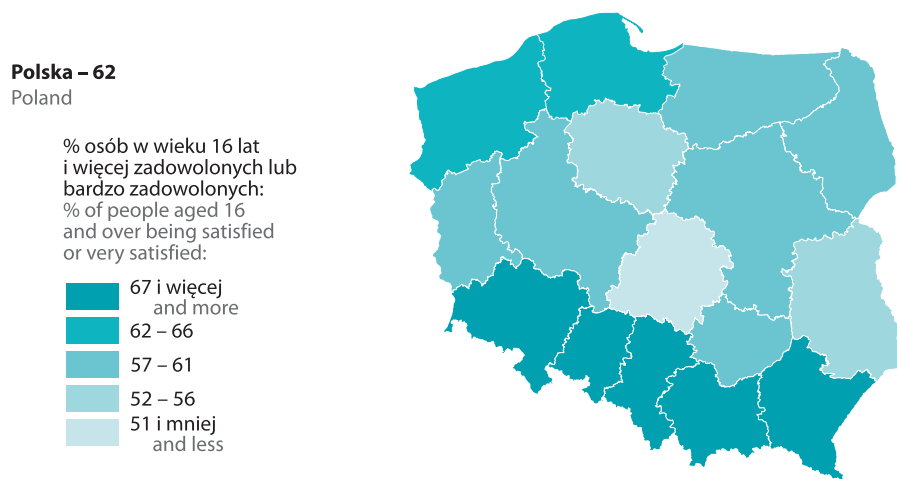 Polska – 62
Poland
% osób w wieku 16 lat
i więcej zadowolonych lub
bardzo zadowolonych:
% of people aged 16
and over being satisfied
or very satisfied:
67 i więcej
and more
62 – 66
57 – 61
52 – 56
51 i mniej
and less